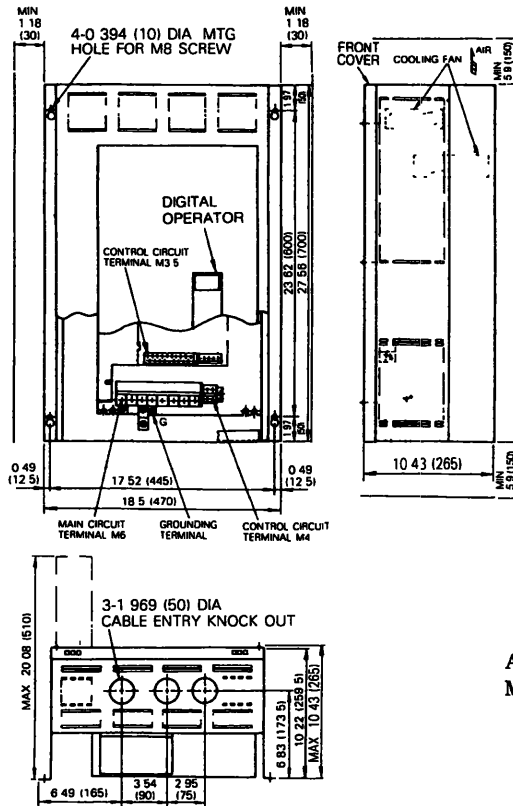 MIN
1 18
(30)
4-0 394 (10) DIA MTG
HOLE FOR M8 SCREW
MIN
1 18
(30)
FRONT
COVER
COOLING FAN
AIR
MIN
5 9 (150)
1 97
(50)
DIGITAL
OPERATOR
CONTROL CIRCUIT
TERMINAL M3 5
23 62 (600)
27 56 (700)
G
1 97
(50)
0 49
(12 5)
17 52 (445)
18 5 (470)
0 49
(12 5)
10 43 (265)
MIN
5 9 (150)
MAIN CIRCUIT
TERMINAL M6
GROUNDING
TERMINAL
CONTROL CIRCUIT
TERMINAL M4
3-1 969 (50) DIA
CABLE ENTRY KNOCK OUT
MAX 20 08 (510)
6 83 (173 5)
10 22 (259 5)
MAX 10 43 (265)
6 49 (165)
3 54
(90)
2 95
(75)
A
M